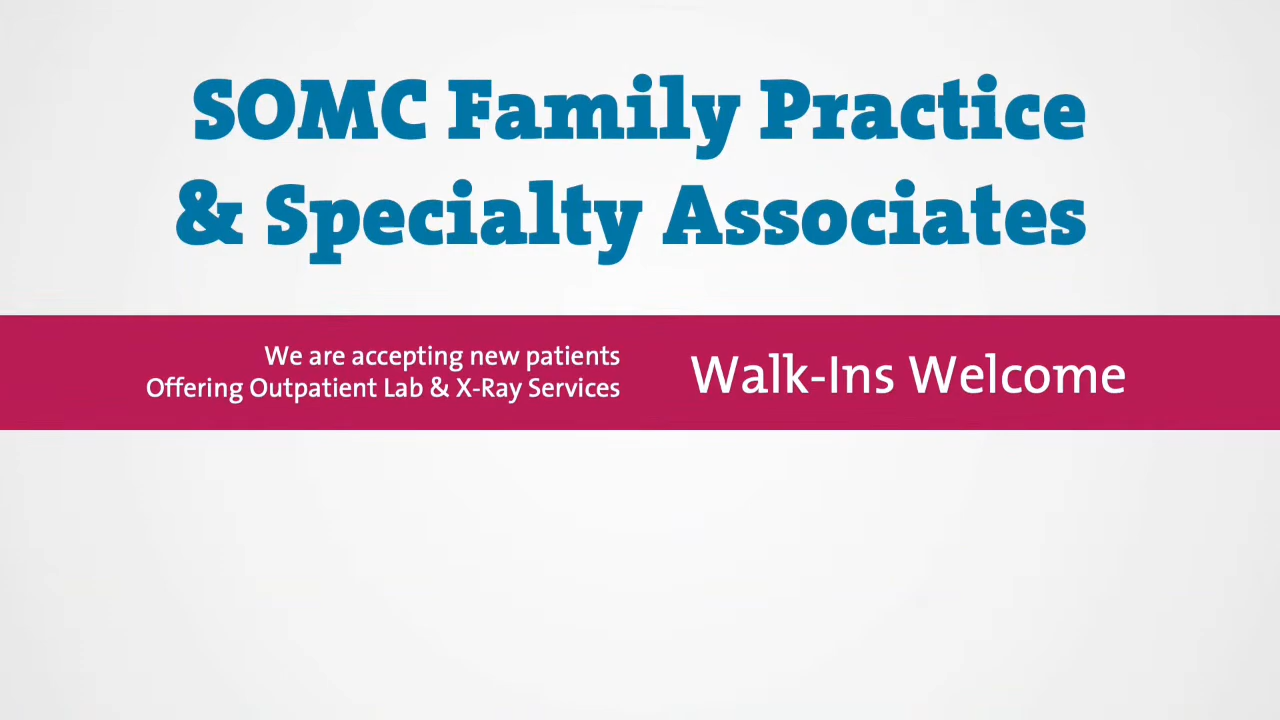 SOMC Family Practice
& Specialty Associates
We are accepting new patients
Offering Outpatient Lab & X-Ray Services
Walk-Ins Welcome